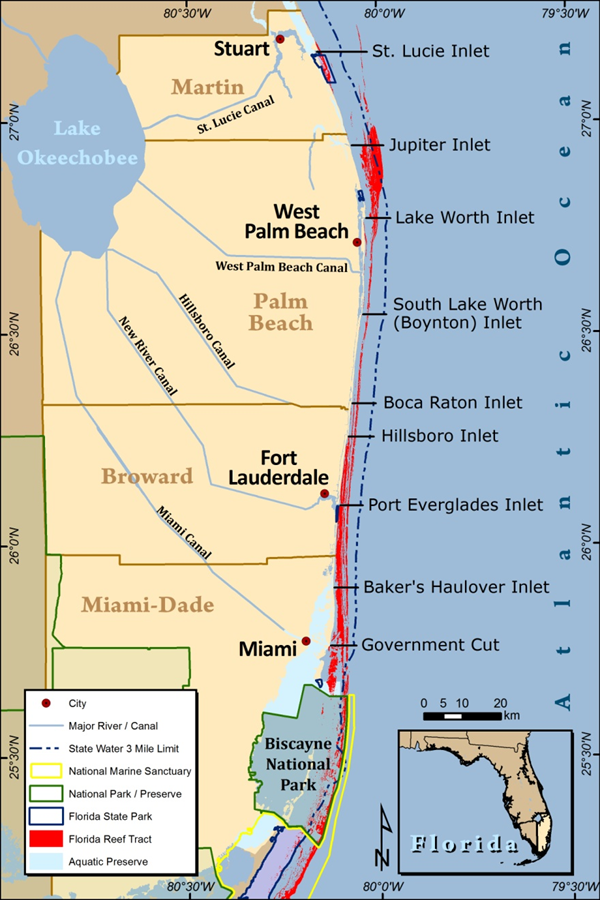 80°30'W
80°0'W
79°30'W
Stuart
St. Lucie Inlet
Martin
St. Lucie Canal
27°0'N
27°0'N
Lake
Okeechobee
Jupiter Inlet
West
Palm Beach
Lake Worth Inlet
West Palm Beach Canal
Palm
Beach
South Lake Worth
(Boynton) Inlet
Hillsboro Canal
New River Canal
26°30'N
26°30'N
Atlantic Ocean
Boca Raton Inlet
Hillsboro Inlet
Fort
Lauderdale
Broward
Port Everglades Inlet
Miami Canal
26°0'N
26°0'N
Baker's Haulover Inlet
Miami-Dade
Miami
Government Cut
City
Major River / Canal
State Water 3 Mile Limit
National Marine Sanctuary
National Park / Preserve
Florida State Park
Florida Reef Tract
Aquatic Preserve
Biscayne
National
Park
0 5 10 20
km
25°30'N
25°30'N
Florida
N
80°30'W
80°0'W
79°30'W